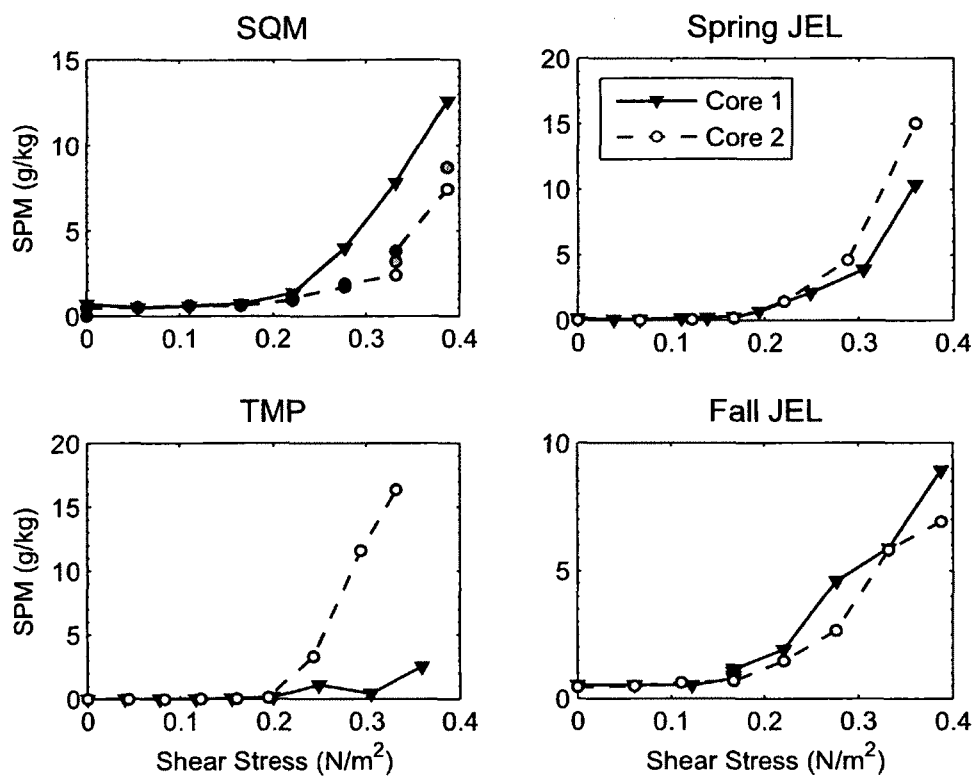 SQM
15
10
5
0
SPM (g/kg)
0 0.1 0.2 0.3 0.4
Spring JEL
20
15
10
5
0
Core 1
Core 2
0 0.1 0.2 0.3 0.4
TMP
20
15
10
5
0
SPM (g/kg)
0 0.1 0.2 0.3 0.4
Shear Stress (N/m²)
Fall JEL
10
5
0
0 0.1 0.2 0.3 0.4
Shear Stress (N/m²)